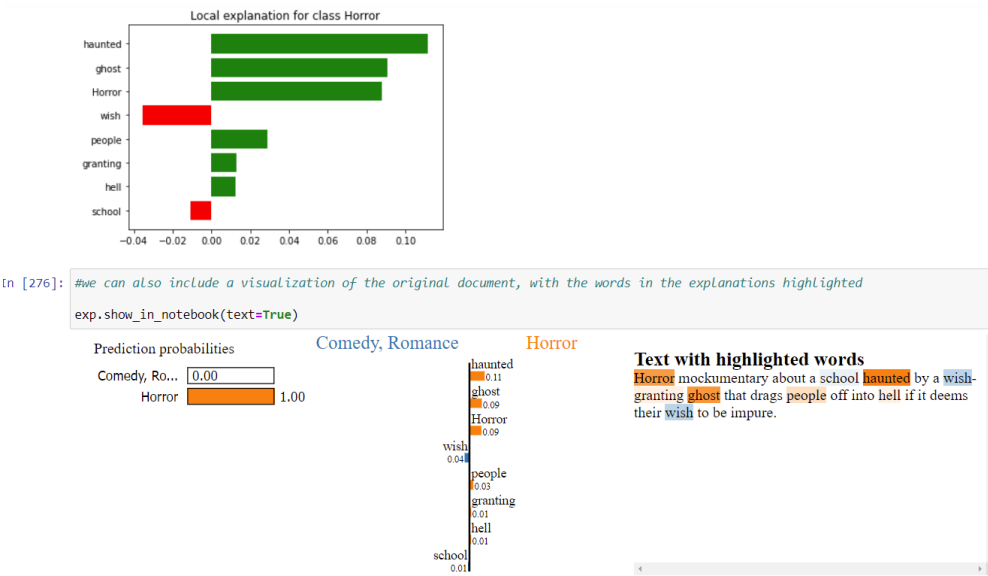 Local explanation for class Horror
haunted
ghost
Horror
wish
people
granting
hell
school
−0.04 −0.02 0.00 0.02 0.04 0.06 0.08 0.10
In [276]: #we can also include a visualization of the original document, with the words in the explanations highlighted
exp.show_in_notebook(text=True)
Prediction probabilities
Comedy, Ro... 0.00
Horror 1.00
Comedy, Romance Horror
haunted
0.11
ghost
0.09
Horror
0.09
wish
0.04
people
0.03
granting
0.01
hell
0.01
school
0.01
Text with highlighted words
Horror mockumentary about a school haunted by a wish-
granting ghost that drags people off into hell if it deems
their wish to be impure.